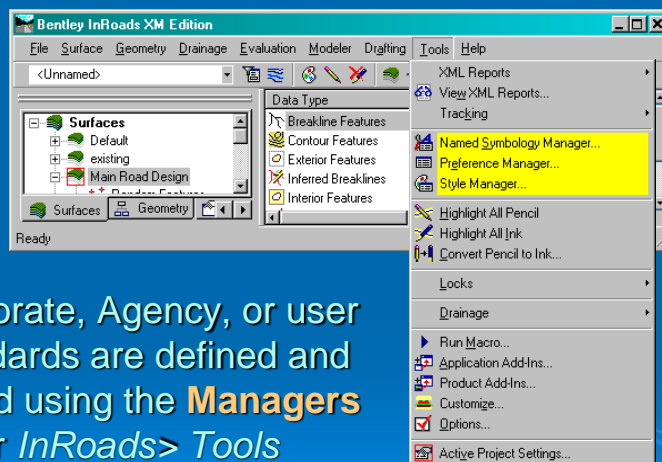 Bentley InRoads XM Edition
File Surface Geometry Drainage Evaluation Modeler Drafting Tools Help
<Unnamed>
Surfaces
Default
existing
Main Road Design
Random Features
Surfaces Geometry
Data Type
Breakline Features
Contour Features
Exterior Features
Inferred Breaklines
Interior Features
Ready
XML Reports
View XML Reports...
Tracking
Named Symbology Manager...
Preference Manager...
Style Manager...
Highlight All Pencil
Highlight All Ink
Convert Pencil to Ink...
Locks
Drainage
Run Macro...
Application Add-Ins...
Product Add-Ins...
Customize...
Options...
Active Project Settings...
orate, Agency, or user
dards are defined and
d using the Managers
r InRoads> Tools